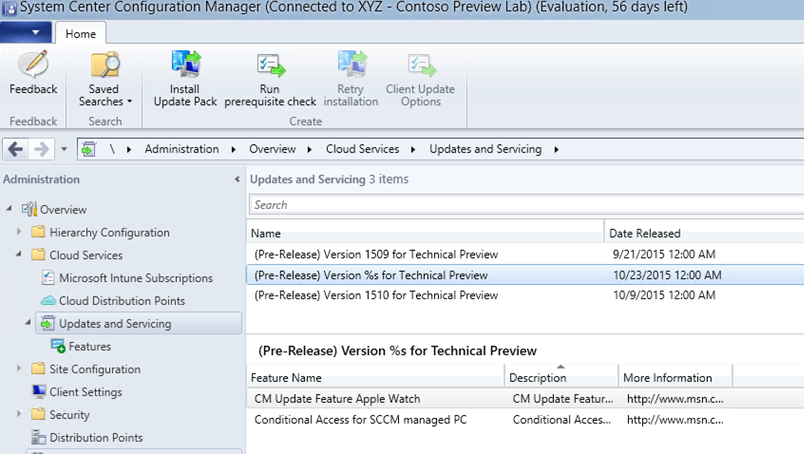 System Center Configuration Manager (Connected to XYZ - Contoso Preview Lab) (Evaluation, 56 days left)
Home
Feedback
Saved
Searches
Install
Update Pack
Run
prerequisite check
Retry
installation
Client Update
Options
Feedback
Search
Create
\ Administration Overview Cloud Services Updates and Servicing
Administration
Overview
Hierarchy Configuration
Cloud Services
Microsoft Intune Subscriptions
Cloud Distribution Points
Updates and Servicing
Features
Site Configuration
Client Settings
Security
Distribution Points
Updates and Servicing 3 items
Search
Name Date Released
(Pre-Release) Version 1509 for Technical Preview 9/21/2015 12:00 AM
(Pre-Release) Version %s for Technical Preview 10/23/2015 12:00 AM
(Pre-Release) Version 1510 for Technical Preview 10/9/2015 12:00 AM
(Pre-Release) Version %s for Technical Preview
Feature Name Description More Information
CM Update Feature Apple Watch CM Update Featur... http://www.msn.c...
Conditional Access for SCCM managed PC Conditional Acces... http://www.msn.c...